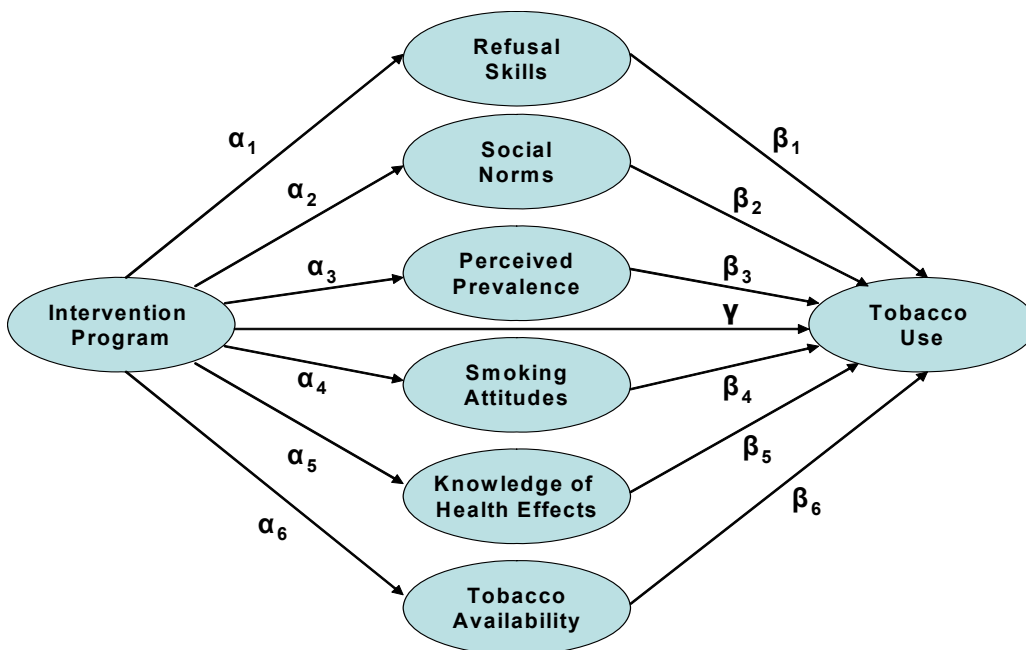 Refusal
Skills
α1
β1
Social
Norms
α2
β2
Perceived
Prevalence
α3
β3
Intervention
Program
γ
Tobacco
Use
Smoking
Attitudes
α4
β4
Knowledge of
Health Effects
α5
β5
α6
β6
Tobacco
Availability